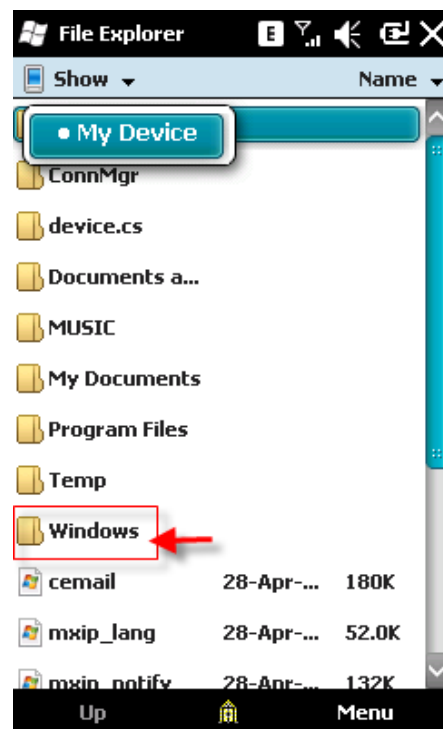 File Explorer E
Show Name
My Device
ConnMgr
device.cs
Documents a...
MUSIC
My Documents
Program Files
Temp
Windows
cemail 28-Apr-... 180K
mxip_lang 28-Apr-... 52.0K
mxip_notify 28-Apr-... 132K
Up Menu